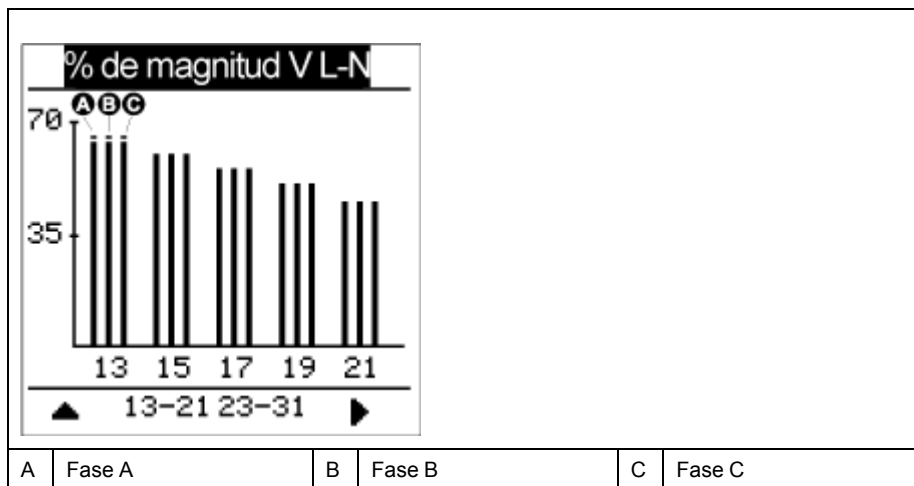 % de magnitud V L-N
A B C
70
35
13 15 17 19 21
13-21 23-31
A Fase A B Fase B C Fase C